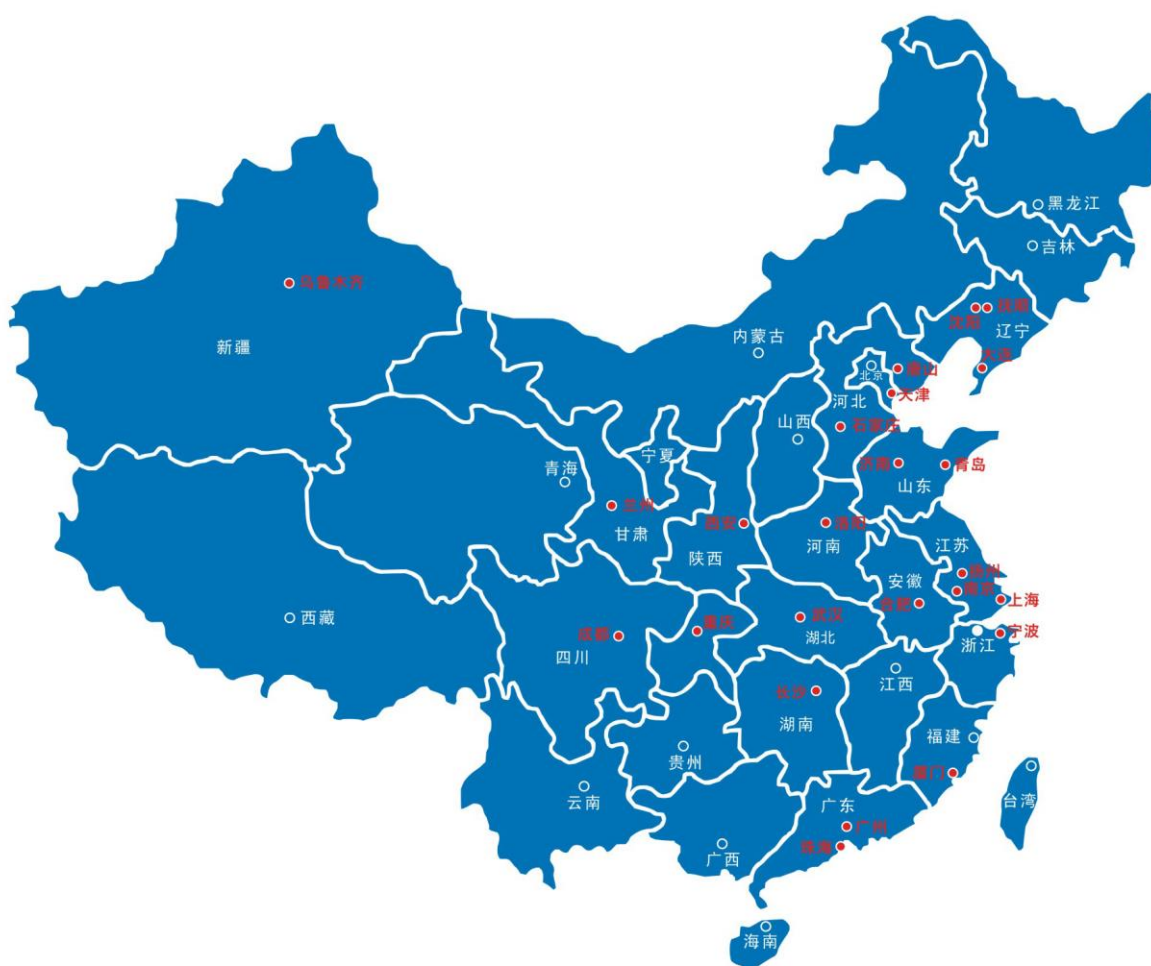 黑龙江
吉林
乌鲁木齐
沈阳
抚顺
辽宁
新疆
内蒙古
大连
北京
唐山
天津
河北
山西
石家庄
宁夏
济南
青岛
青海
山东
兰州
西安
洛阳
甘肃
河南
江苏
陕西
扬州
安徽
南京
合肥
上海
西藏
武汉
重庆
宁波
成都
湖北
浙江
四川
江西
长沙
湖南
福建
贵州
厦门
云南
台湾
广东
广州
珠海
广西
海南